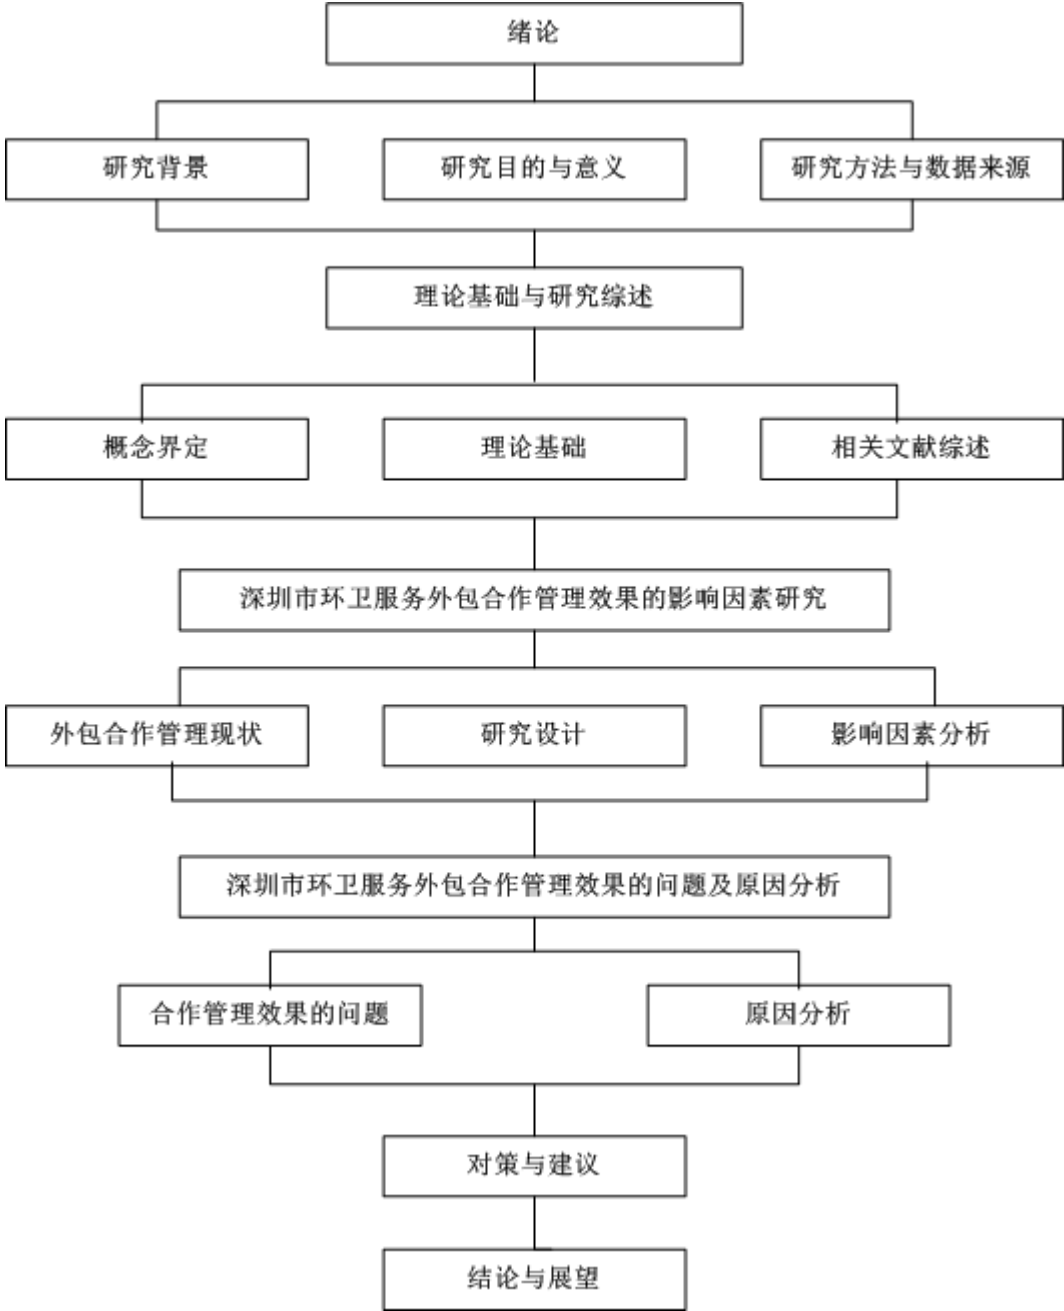 绪论
研究背景
研究目的与意义
研究方法与数据来源
理论基础与研究综述
概念界定
理论基础
相关文献综述
深圳市环卫服务外包合作管理效果的影响因素研究
外包合作管理现状
研究设计
影响因素分析
深圳市环卫服务外包合作管理效果的问题及原因分析
合作管理效果的问题
原因分析
对策与建议
结论与展望